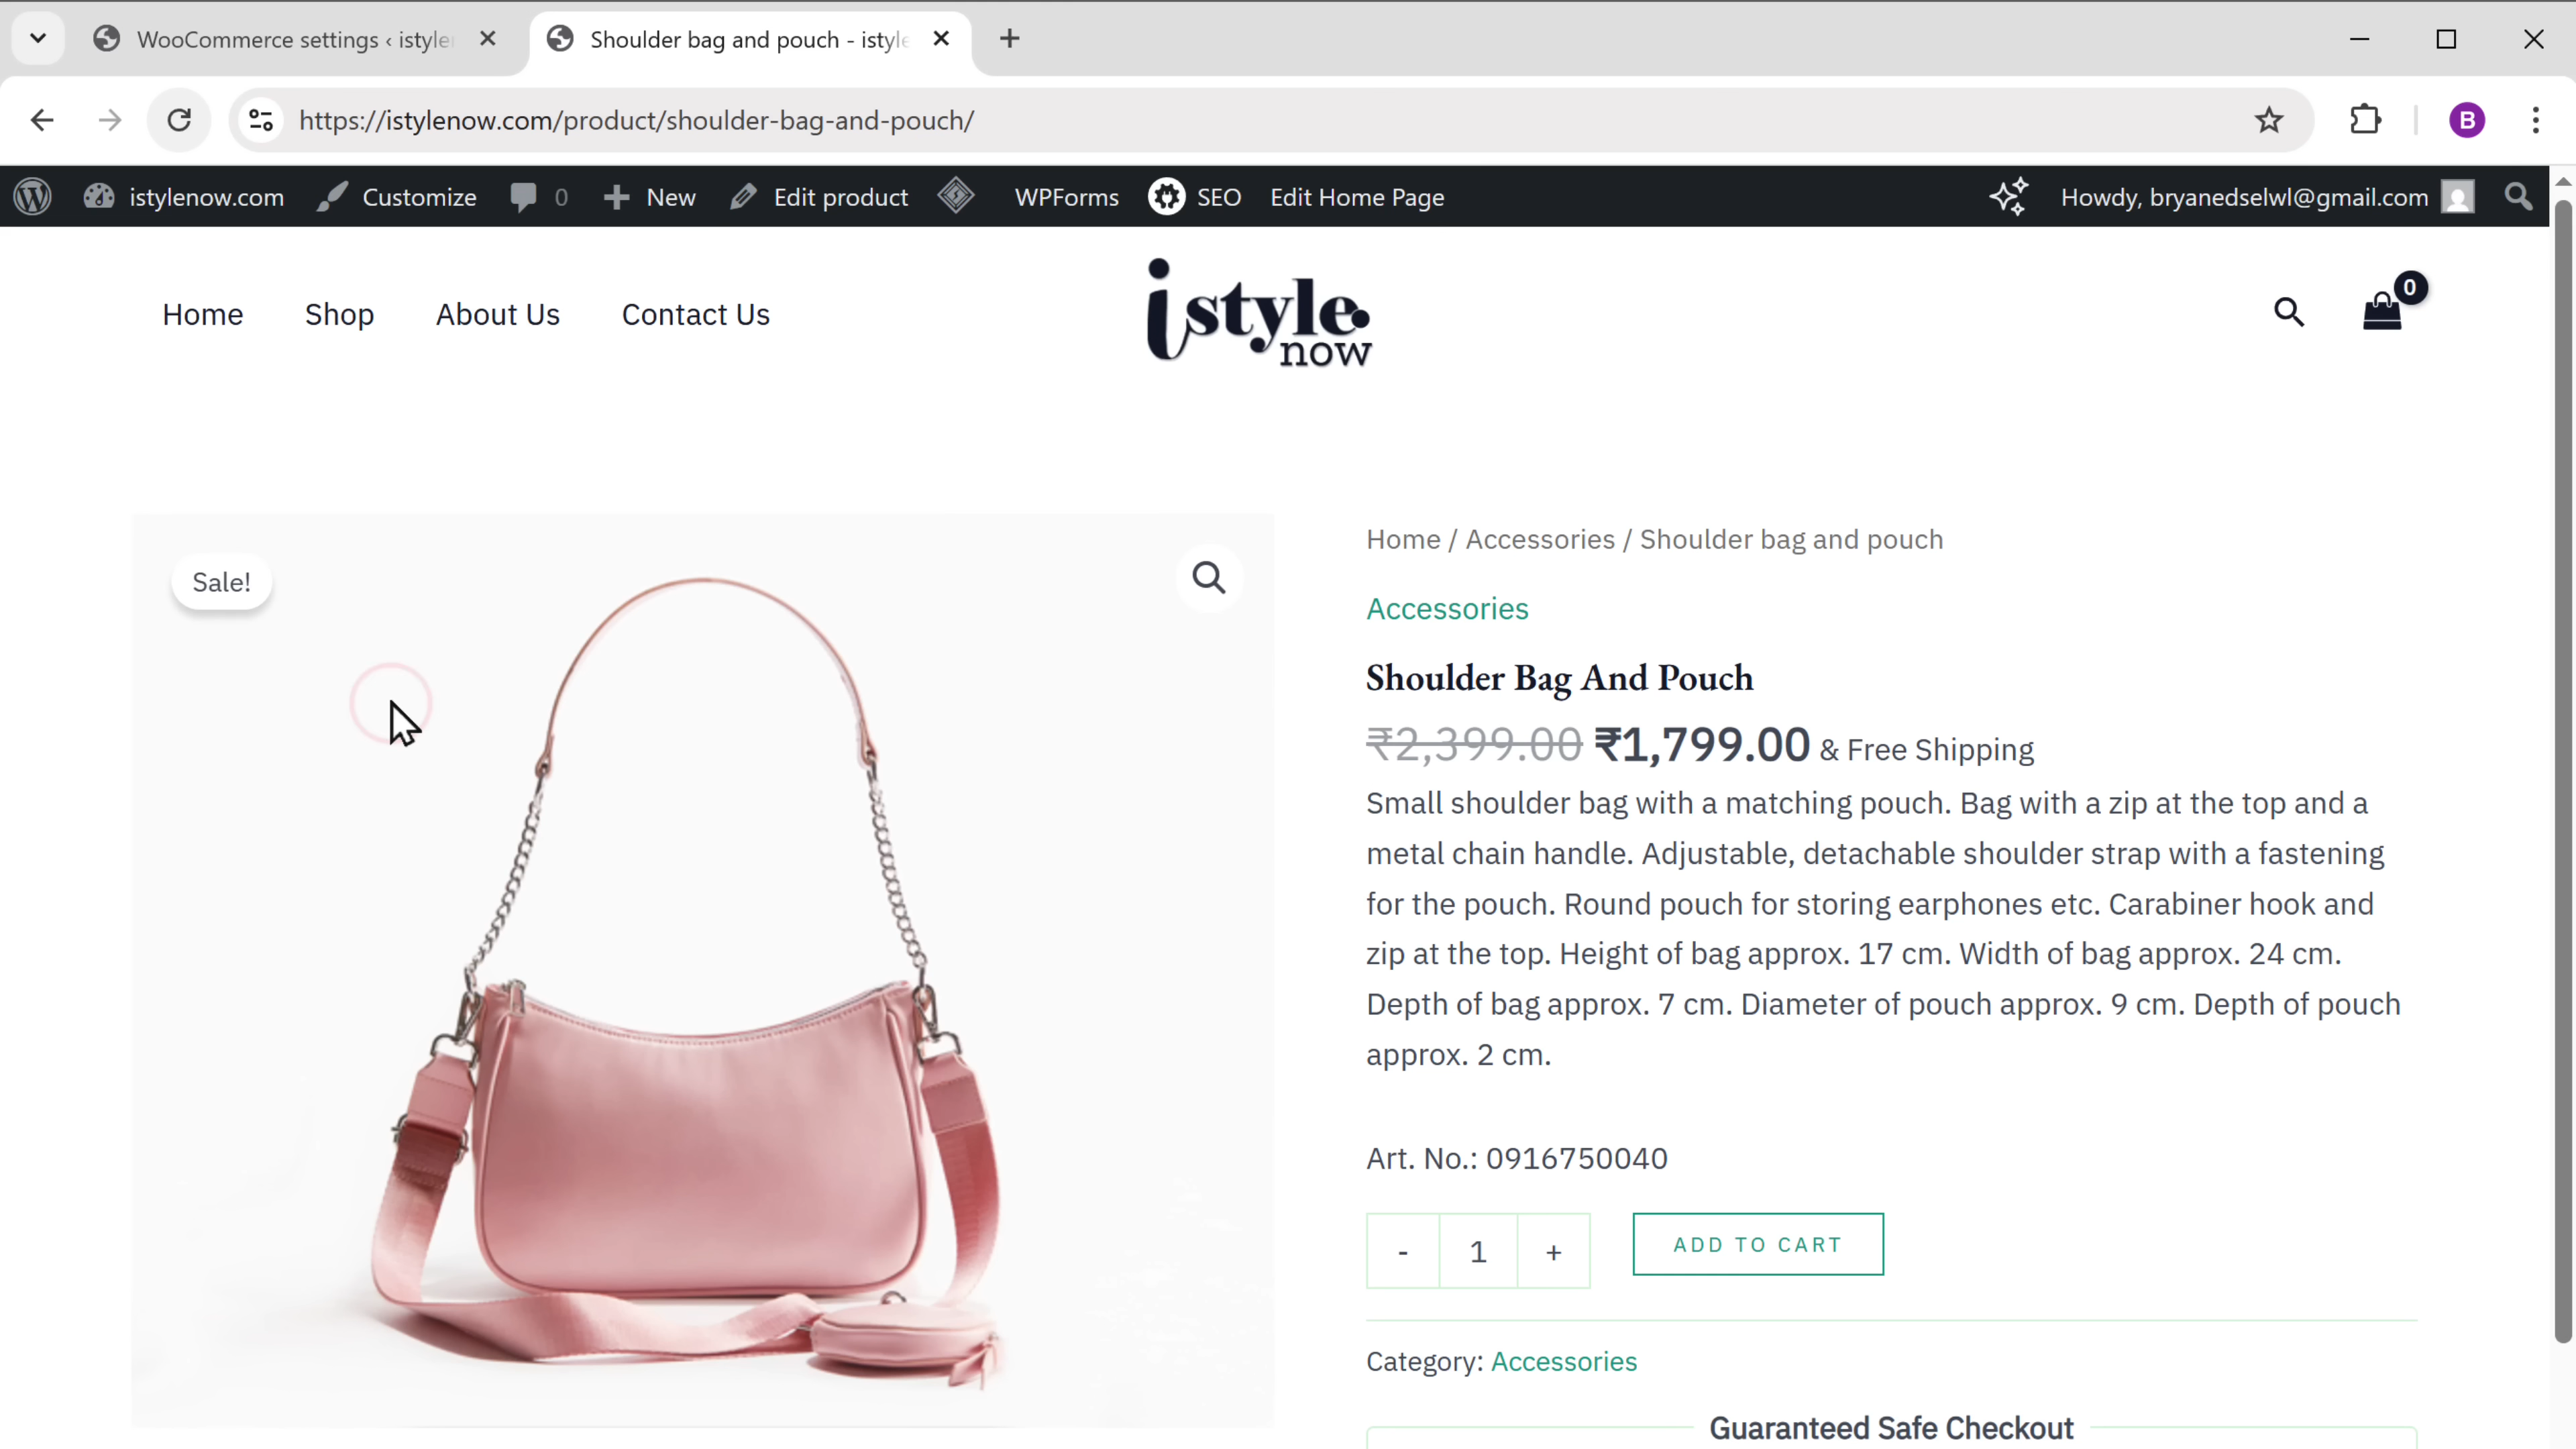 WooCommerce settings ‹ istyle
Shoulder bag and pouch - istyle
https://istylenow.com/product/shoulder-bag-and-pouch/
B
istylenow.com Customize 0 New Edit product WPForms SEO Edit Home Page Howdy, bryanedselwl@gmail.com
Home Shop About Us Contact Us
istyle now
0
Sale!
Home / Accessories / Shoulder bag and pouch
Accessories
Shoulder Bag And Pouch
₹2,399.00 ₹1,799.00 & Free Shipping
Small shoulder bag with a matching pouch. Bag with a zip at the top and a
metal chain handle. Adjustable, detachable shoulder strap with a fastening
for the pouch. Round pouch for storing earphones etc. Carabiner hook and
zip at the top. Height of bag approx. 17 cm. Width of bag approx. 24 cm.
Depth of bag approx. 7 cm. Diameter of pouch approx. 9 cm. Depth of pouch
approx. 2 cm.
Art. No.: 0916750040
- 1 + ADD TO CART
Category: Accessories
Guaranteed Safe Checkout